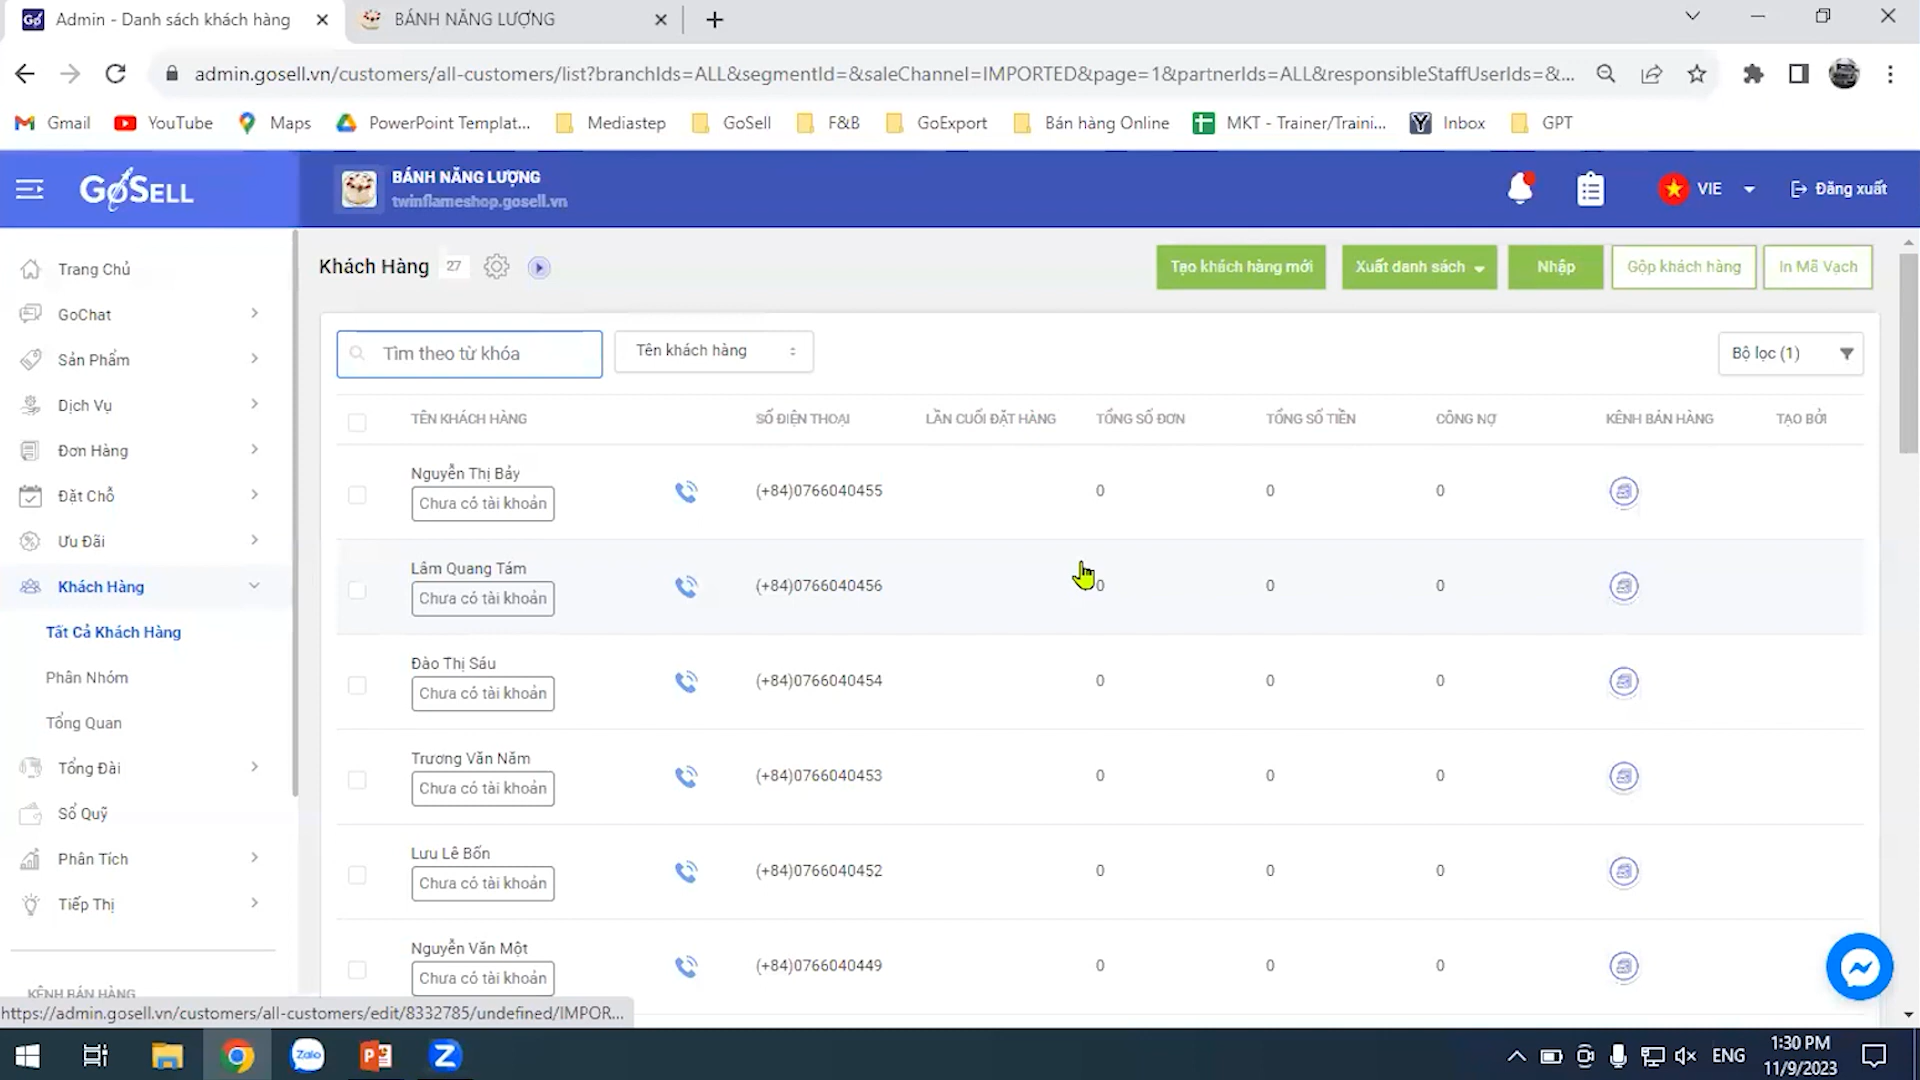 Admin - Danh sách khách hàng
BÁNH NĂNG LƯỢNG
admin.gosell.vn/customers/all-customers/list?branchIds=ALL&segmentId=&saleChannel=IMPORTED&page=1&partnerIds=ALL&responsibleStaffUserIds=&...
Gmail YouTube Maps PowerPoint Templat... Mediastep GoSell F&B GoExport Bán hàng Online MKT - Trainer/Traini... Inbox GPT
GOSELL
BÁNH NĂNG LƯỢNG
twinflameshop.gosell.vn
VIE
Đăng xuất
Trang Chủ
GoChat
Sản Phẩm
Dịch Vụ
Đơn Hàng
Đặt Chỗ
Ưu Đãi
Khách Hàng
Tất Cả Khách Hàng
Phân Nhóm
Tổng Quan
Tổng Đài
Sổ Quỹ
Phân Tích
Tiếp Thị
KÊNH BÁN HÀNG
Khách Hàng 27
Tạo khách hàng mới
Xuất danh sách
Nhập
Gộp khách hàng
In Mã Vạch
Tìm theo từ khóa
Tên khách hàng
Bộ lọc (1)
TÊN KHÁCH HÀNG SỐ ĐIỆN THOẠI LẦN CUỐI ĐẶT HÀNG TỔNG SỐ ĐƠN TỔNG SỐ TIỀN CÔNG NỢ KÊNH BÁN HÀNG TẠO BỞI
Nguyễn Thị Bảy
Chưa có tài khoản
(+84)0766040455 0 0 0
Lâm Quang Tám
Chưa có tài khoản
(+84)0766040456 0 0 0
Đào Thị Sáu
Chưa có tài khoản
(+84)0766040454 0 0 0
Trương Văn Năm
Chưa có tài khoản
(+84)0766040453 0 0 0
Lưu Lê Bốn
Chưa có tài khoản
(+84)0766040452 0 0 0
Nguyễn Văn Một
Chưa có tài khoản
(+84)0766040449 0 0 0
https://admin.gosell.vn/customers/all-customers/edit/8332785/undefined/IMPOR...
Zalo
ENG
1:30 PM
11/9/2023